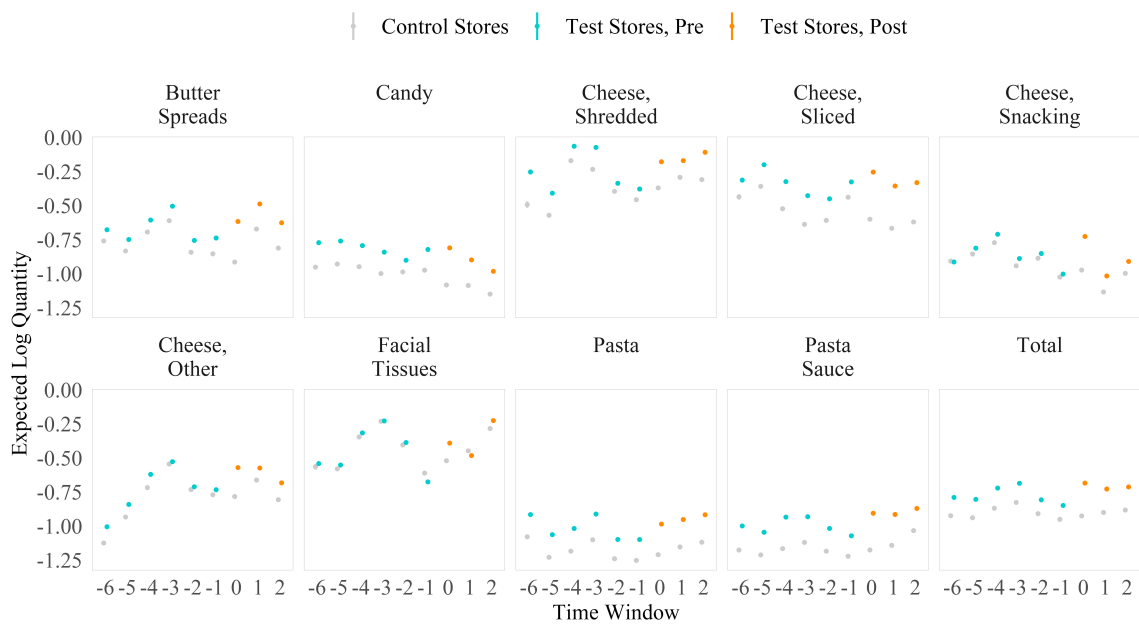 Control Stores Test Stores, Pre Test Stores, Post
Butter
Spreads
Candy
Cheese,
Shredded
Cheese,
Sliced
Cheese,
Snacking
0.00
-0.25
-0.50
-0.75
-1.00
-1.25
Cheese,
Other
Facial
Tissues
Pasta
Pasta
Sauce
Total
0.00
-0.25
-0.50
-0.75
-1.00
-1.25
Expected Log Quantity
-6 -5 -4 -3 -2 -1 0 1 2
-6 -5 -4 -3 -2 -1 0 1 2
-6 -5 -4 -3 -2 -1 0 1 2
-6 -5 -4 -3 -2 -1 0 1 2
-6 -5 -4 -3 -2 -1 0 1 2
Time Window